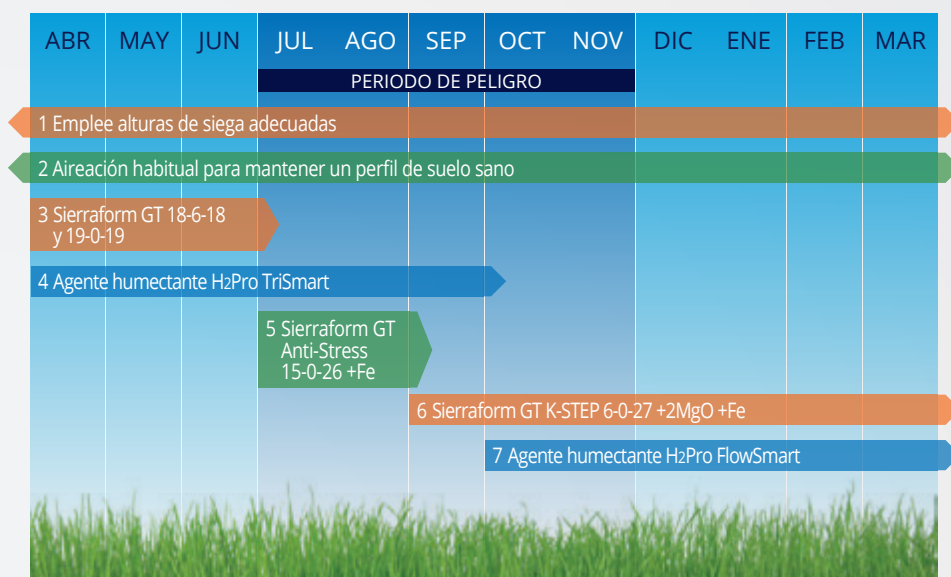 ABR MAY JUN JUL AGO SEP OCT NOV DIC ENE FEB MAR
PERIODO DE PELIGRO
1 Emplee alturas de siega adecuadas
2 Aireación habitual para mantener un perfil de suelo sano
3 Sierraform GT 18-6-18
y 19-0-19
4 Agente humectante H2Pro TriSmart
5 Sierraform GT
Anti-Stress
15-0-26 +Fe
6 Sierraform GT K-STEP 6-0-27 +2MgO +Fe
7 Agente humectante H2Pro FlowSmart